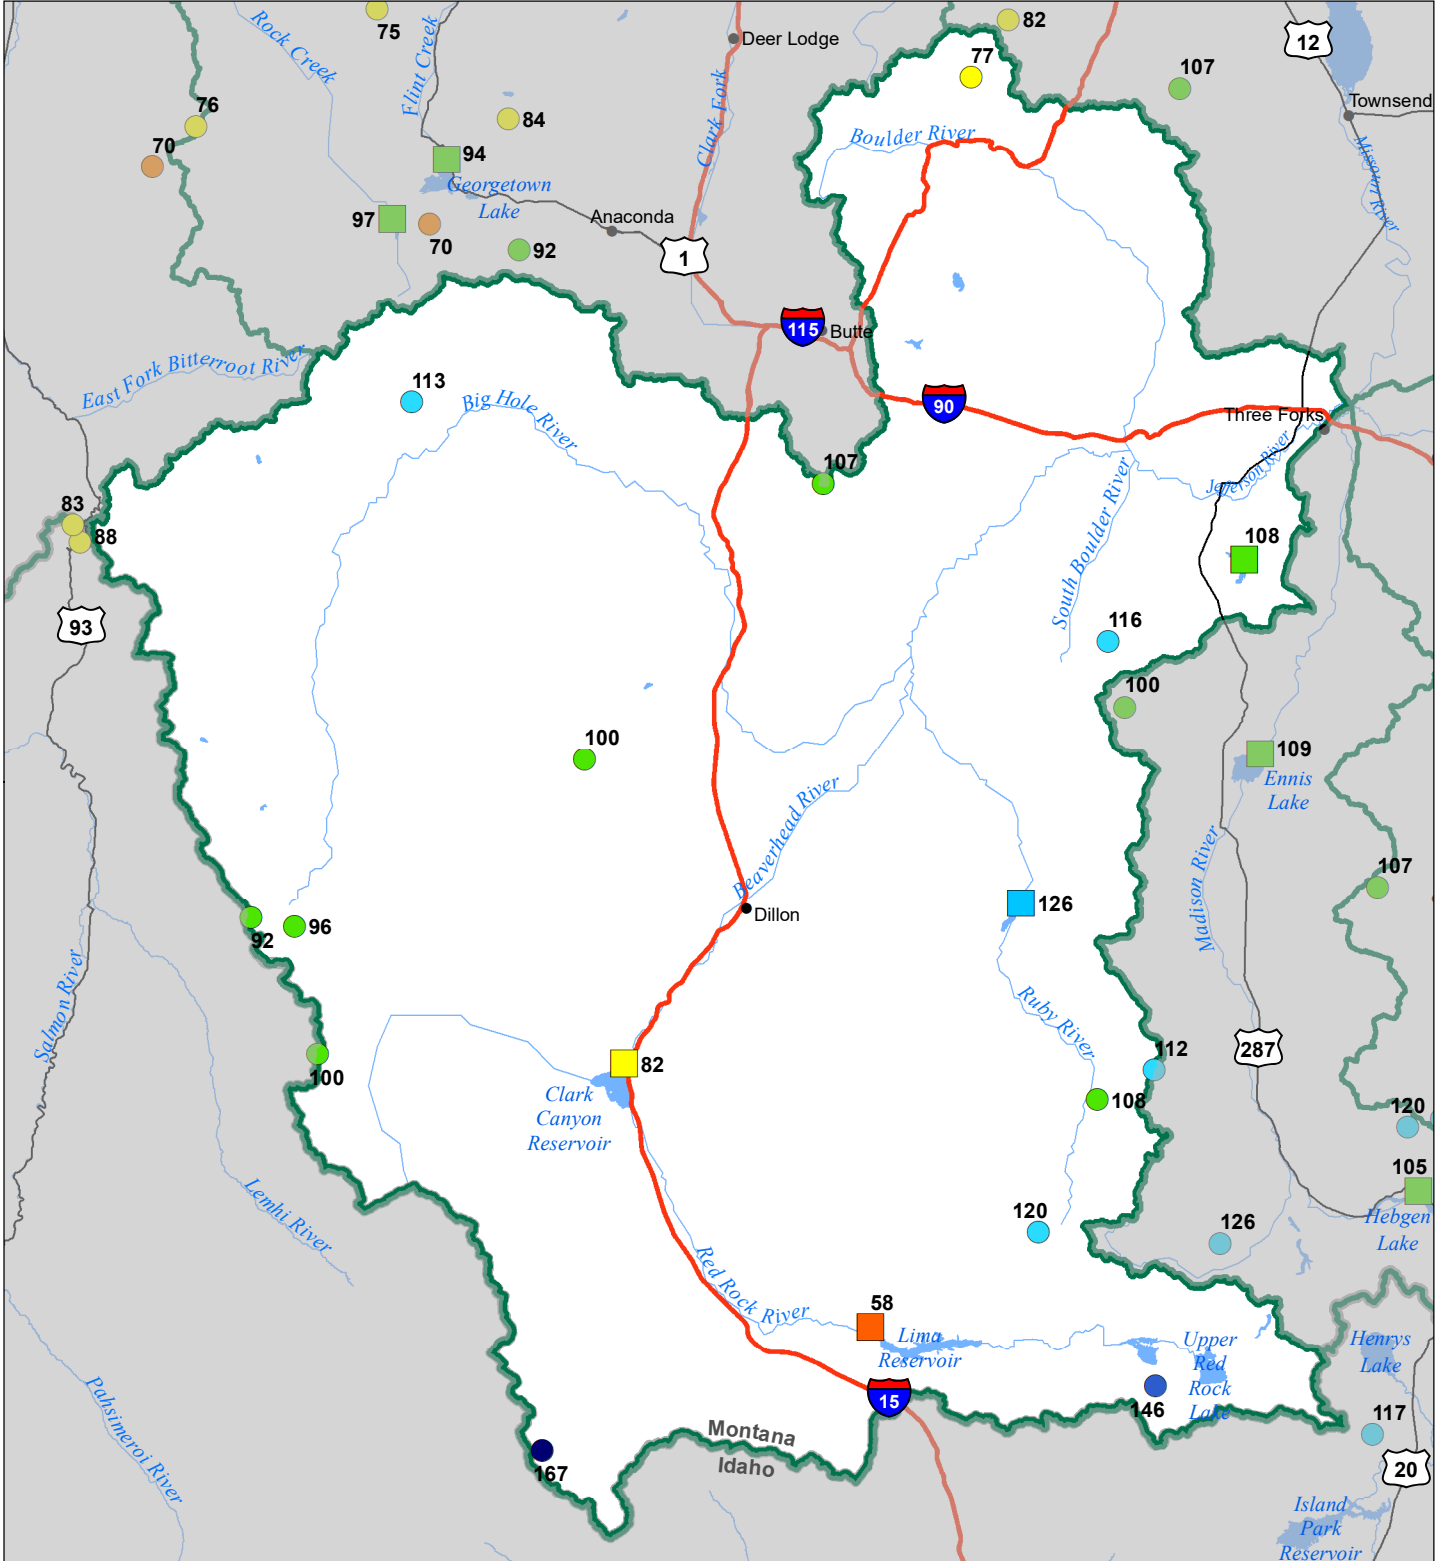 75
Rock Creek
Flint Creek
Deer Lodge
82
12
77
107
Townsend
76
84
Clark Fork
Boulder River
70
94
Georgetown
Lake
Missouri River
97
70
92
Anaconda
1
115
Butte
East Fork Bitterroot River
113
Big Hole River
90
Three Forks
107
Jefferson River
South Boulder River
83
88
108
93
116
100
100
109
Ennis
Lake
Beaverhead River
Madison River
107
Dillon
126
92
96
Salmon River
Ruby River
287
112
100
82
Clark
Canyon
Reservoir
108
120
105
Hebgen
Lake
Lemhi River
120
126
Red Rock River
58
Lima
Reservoir
Upper
Red
Rock
Lake
Henrys
Lake
15
146
117
Pahsimeroi River
Montana
Idaho
167
20
Island
Park
Reservoir